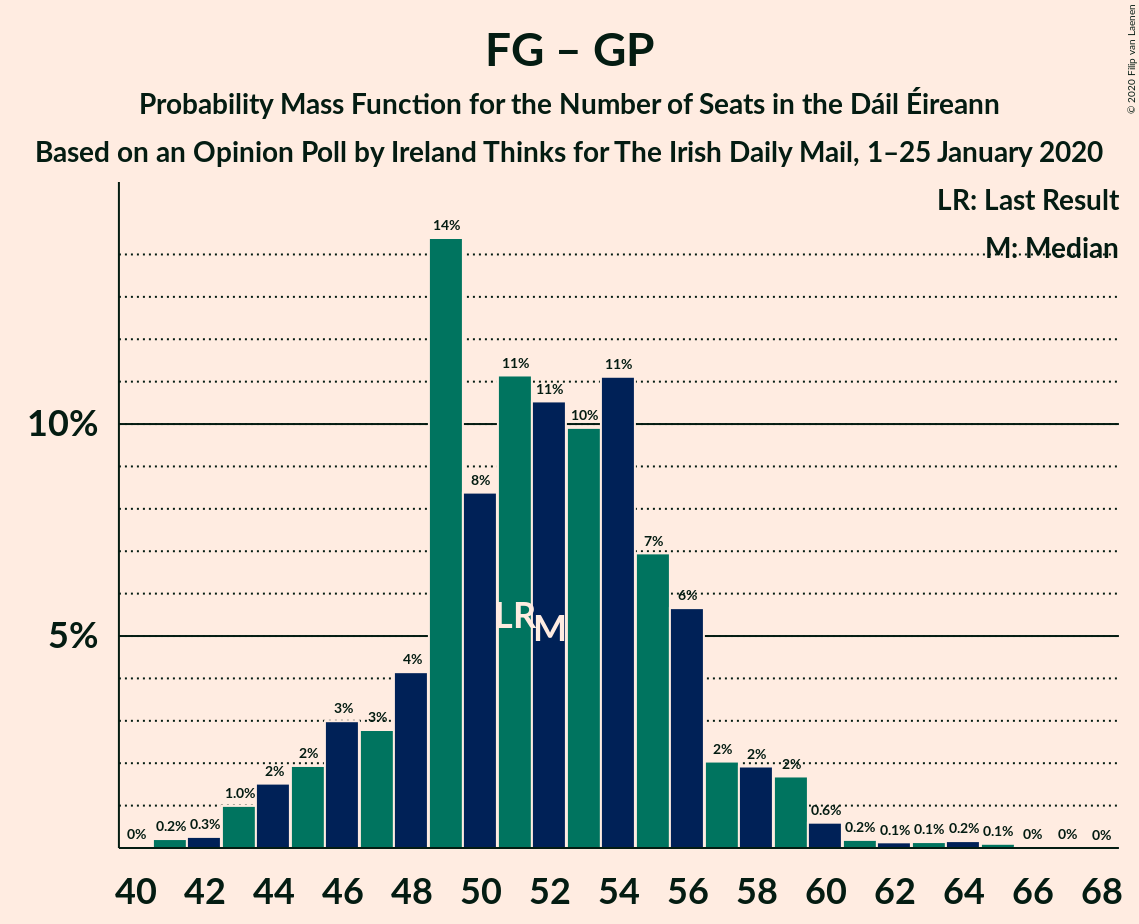 FG – GP
Probability Mass Function for the Number of Seats in the Dáil Éireann
Based on an Opinion Poll by Ireland Thinks for The Irish Daily Mail, 1–25 January 2020
© 2020 Filip van Laenen
LR: Last Result
M: Median
10%
5%
0% 0.2% 0.3% 1.0% 2% 2% 3% 3% 4% 14% 8% 11% 11% 10% 11% 7% 6% 2% 2% 2% 0.6% 0.2% 0.1% 0.1% 0.2% 0.1% 0% 0% 0%
LR M
40 42 44 46 48 50 52 54 56 58 60 62 64 66 68